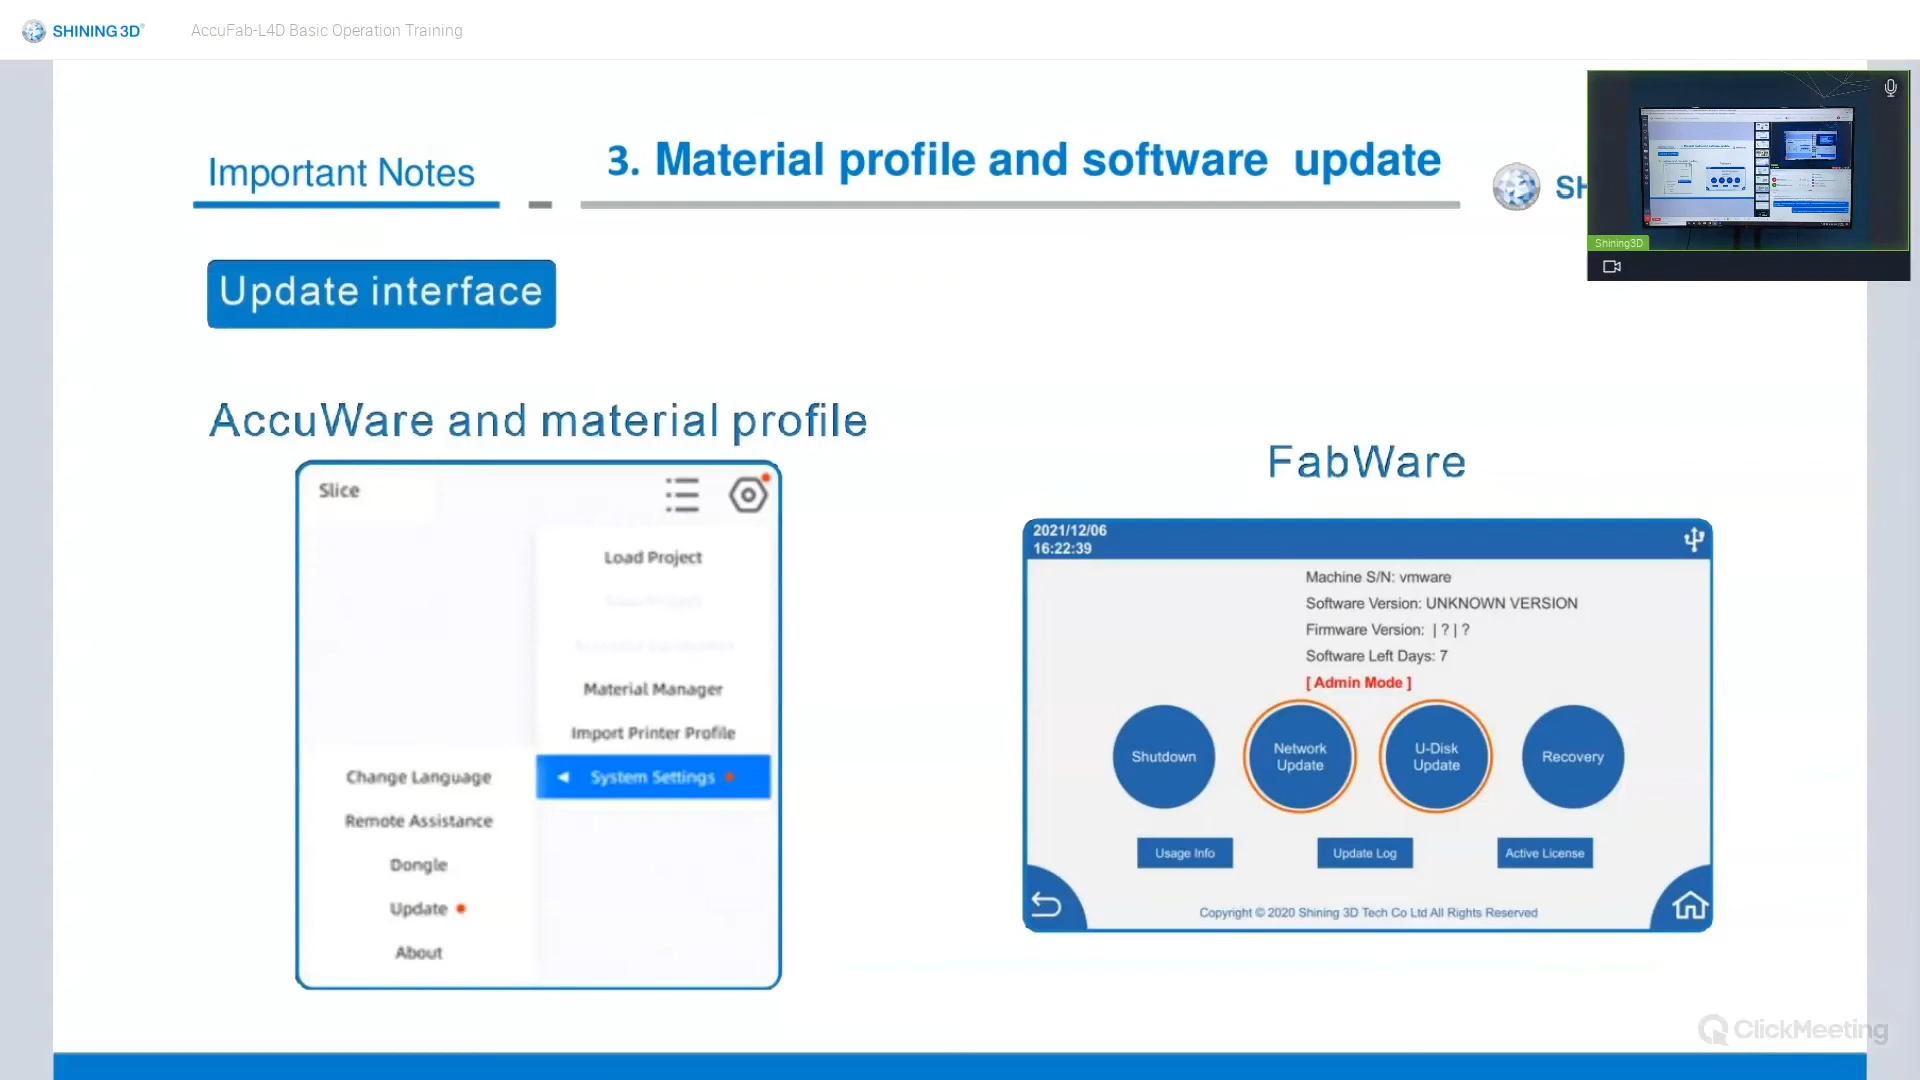 SHINING 3D®
AccuFab-L4D Basic Operation Training
Important Notes
3. Material profile and software update
SH
Shining3D
Update interface
AccuWare and material profile
FabWare
Slice
Load Project
Material Manager
Import Printer Profile
System Settings
Change Language
Remote Assistance
Dongle
Update
About
2021/12/06
16:22:39
Machine S/N: vmware
Software Version: UNKNOWN VERSION
Firmware Version: | ? | ?
Software Left Days: 7
[ Admin Mode ]
Shutdown
Network
Update
U-Disk
Update
Recovery
Usage Info
Update Log
Active License
Copyright © 2020 Shining 3D Tech Co Ltd All Rights Reserved
ClickMeeting